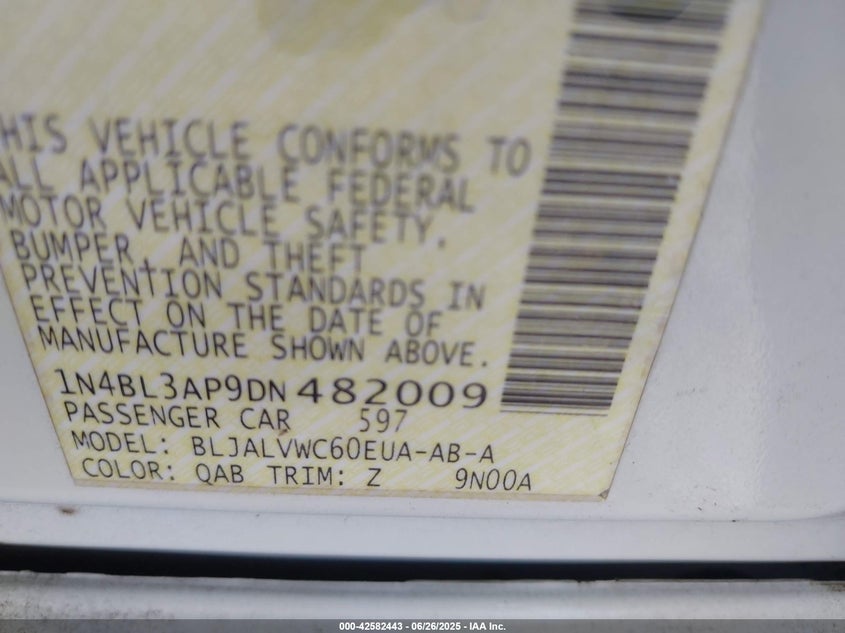 HIS VEHICLE CONFORMS TO
ALL APPLICABLE FEDERAL
MOTOR VEHICLE SAFETY,
BUMPER, AND THEFT
PREVENTION STANDARDS IN
EFFECT ON THE DATE OF
MANUFACTURE SHOWN ABOVE.
1N4BL3AP9DN482009
PASSENGER CAR 597
MODEL: BLJALVWC60EUA-AB-A
COLOR: QAB TRIM: Z 9N00A
000-42582443 | 06/26/2025 - IAA Inc.